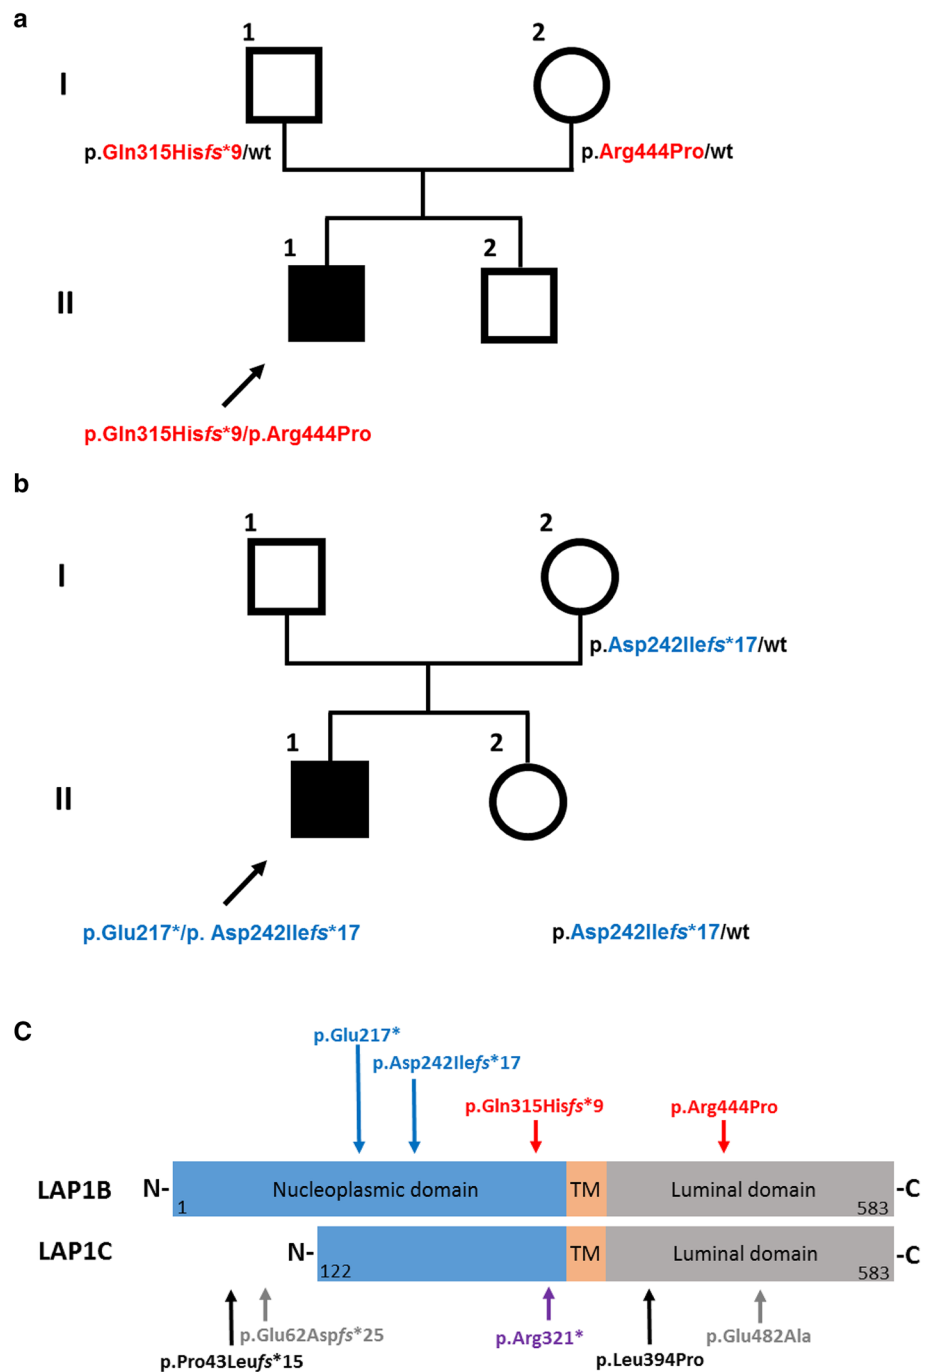 a
1 2
I
p.Gln315Hisfs*9/wt p.Arg444Pro/wt
1 2
II
p.Gln315Hisfs*9/p.Arg444Pro
b
1 2
I
p.Asp242Ilefs*17/wt
1 2
II
p.Glu217*/p. Asp242Ilefs*17 p.Asp242Ilefs*17/wt
C
p.Glu217*
p.Asp242Ilefs*17
p.Gln315Hisfs*9 p.Arg444Pro
LAP1B N- 1 Nucleoplasmic domain TM Luminal domain 583 -C
LAP1C N- 122 TM Luminal domain 583 -C
p.Glu62Aspfs*25 p.Arg321* p.Glu482Ala
p.Pro43Leufs*15 p.Leu394Pro